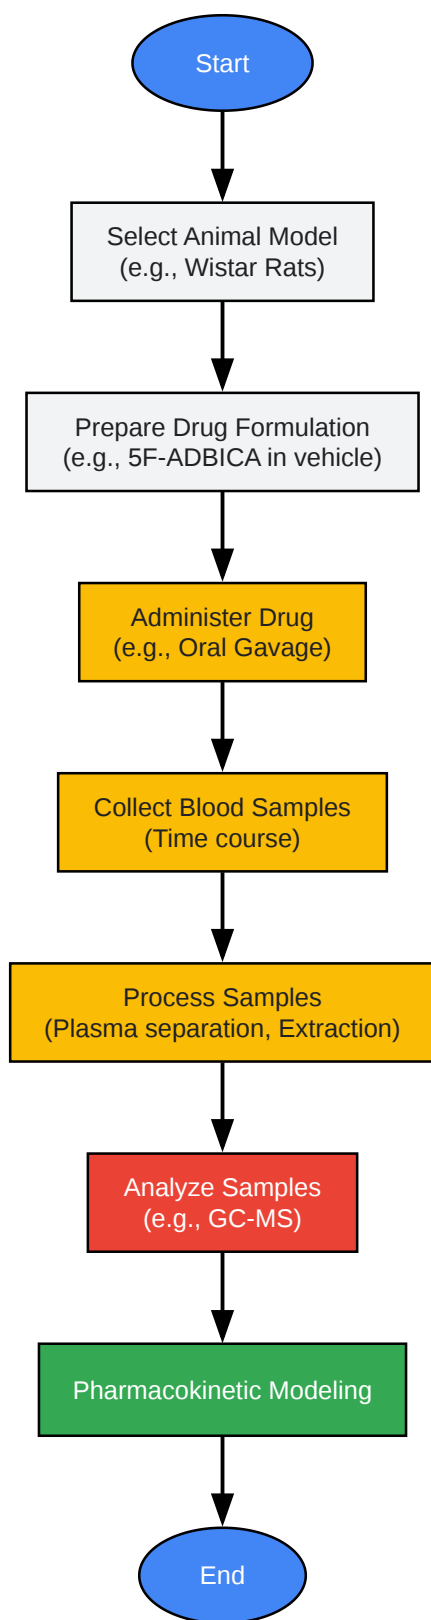 Start
Select Animal Model
(e.g., Wistar Rats)
Prepare Drug Formulation
(e.g., 5F-ADBICA in vehicle)
Administer Drug
(e.g., Oral Gavage)
Collect Blood Samples
(Time course)
Process Samples
(Plasma separation, Extraction)
Analyze Samples
(e.g., GC-MS)
Pharmacokinetic Modeling
End